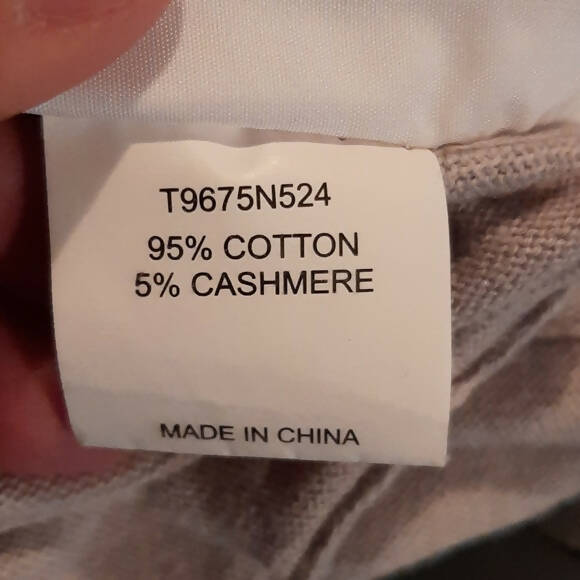 T9675N524
95% COTTON
5% CASHMERE
MADE IN CHINA